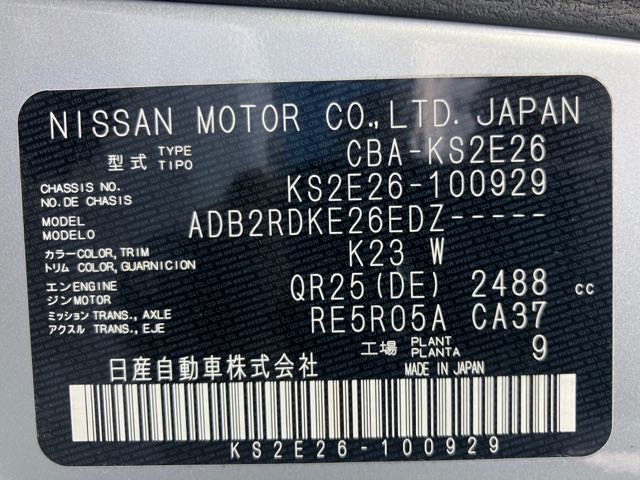 NISSAN MOTOR CO.,LTD. JAPAN
型式 TYPE TIPO CBA-KS2E26
CHASSIS NO. NO. DE CHASIS KS2E26-100929
MODEL MODELO ADB2RDKE26EDZ-----
カラー COLOR, TRIM トリム COLOR, GUARNICION K23 W
エンジン ENGINE MOTOR QR25(DE) 2488 cc
ミッション TRANS., AXLE アクスル TRANS., EJE RE5R05A CA37
工場 PLANT PLANTA 9
日産自動車株式会社 MADE IN JAPAN
KS2E26-100929